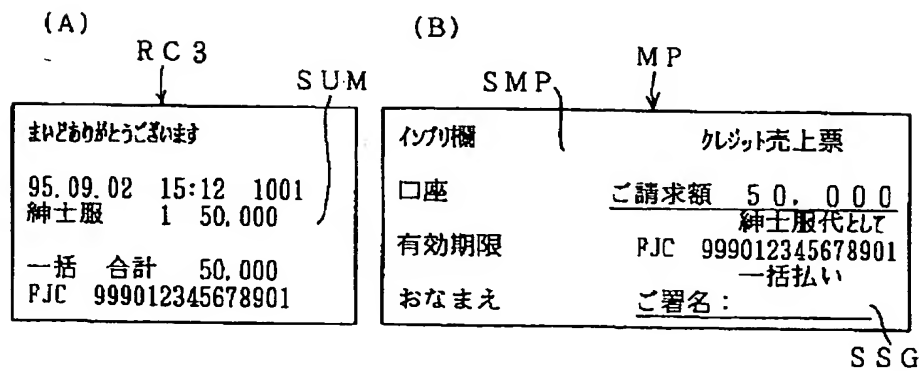 (A)
RC3
SUM
まいどありがとうございます
95.09.02 15:12 1001
紳士服 1 50.000
一括 合計 50.000
PJC 999012345678901
(B)
SMP
MP
インプリ欄 クレジット売上票
口座 ご請求額 50.000
紳士服代として
有効期限 PJC 999012345678901
一括払い
おなまえ ご署名:
SSG